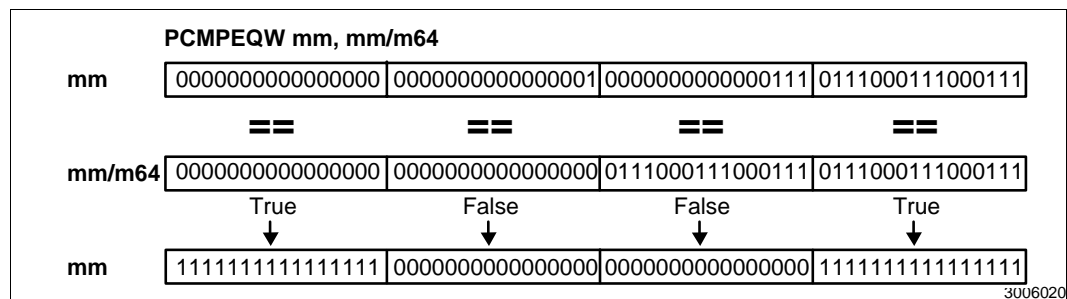 PCMPEQW mm, mm/m64
mm 0000000000000000 0000000000000001 0000000000000111 0111000111000111
== == == ==
mm/m64 0000000000000000 0000000000000000 0111000111000111 0111000111000111
True False False True
mm 1111111111111111 0000000000000000 0000000000000000 1111111111111111
3006020